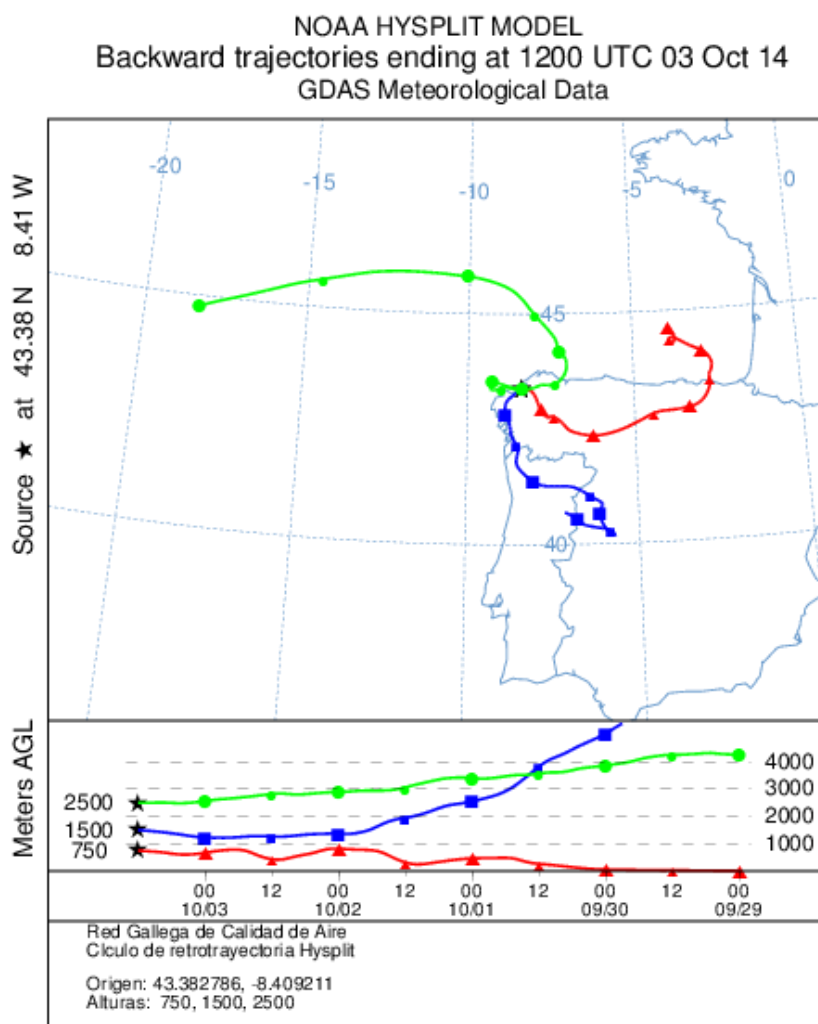 NOAA HYSPLIT MODEL
Backward trajectories ending at 1200 UTC 03 Oct 14
GDAS Meteorological Data
Source ★ at 43.38 N 8.41 W
-20
-15
-10
-5
0
45
40
Meters AGL
2500
1500
750
4000
3000
2000
1000
00 12 00 12 00 12 00 12 00
10/03 10/02 10/01 09/30 09/29
Red Gallega de Calidad de Aire
Clculo de retrotrayectoria Hysplit
Origen: 43.382786, -8.409211
Alturas: 750, 1500, 2500